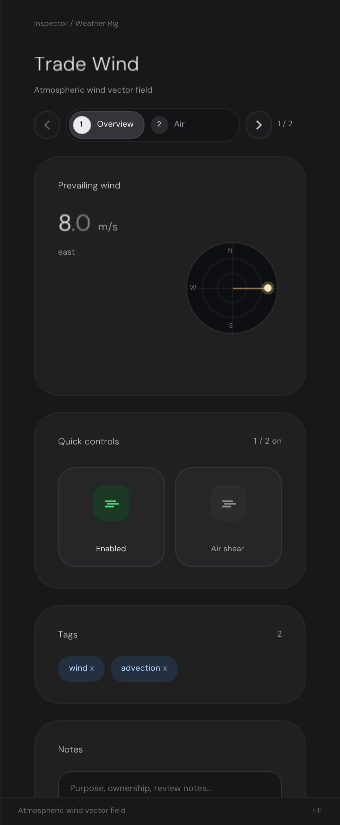 Inspector / Weather Rig
Trade Wind
Atmospheric wind vector field
1 Overview 2 Air 1 / 2
Prevailing wind
8.0 m/s
east
N
W
S
Quick controls 1 / 2 on
Enabled Air shear
Tags 2
wind x advection x
Notes
Purpose, ownership, review notes...
Atmospheric wind vector field